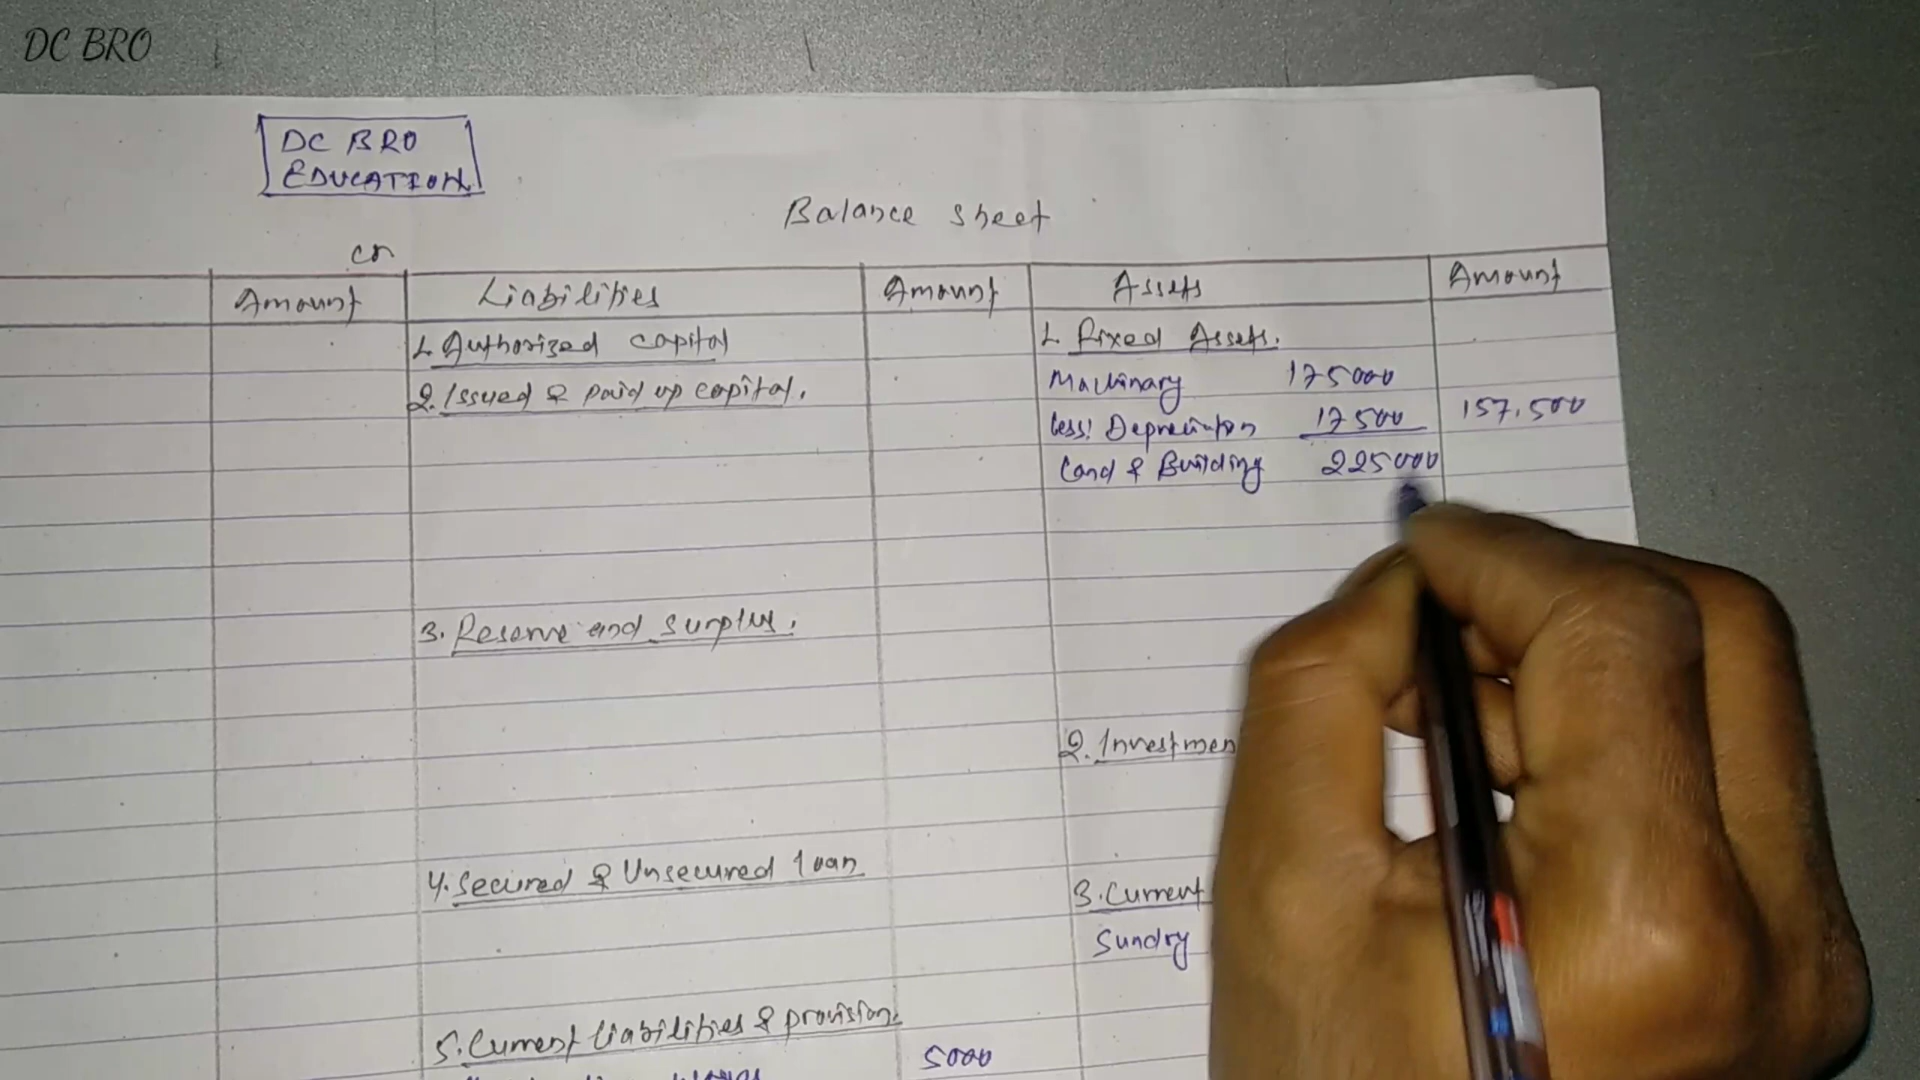 DC BRO
DC BRO
EDUCATION
Balance sheet
cr
Amount Liabilities Amount Assets Amount
1. Authorized capital
1. Fixed Assets.
2. Issued & paid up capital.
Machinary 175000
Less: Depreciation 17500 157,500
Land & Building 225000
3. Reserve and surplus.
2. Investmen
4. Secured & Unsecured loan
3. Current
Sundry
5. Current liabilities & provision.
5000